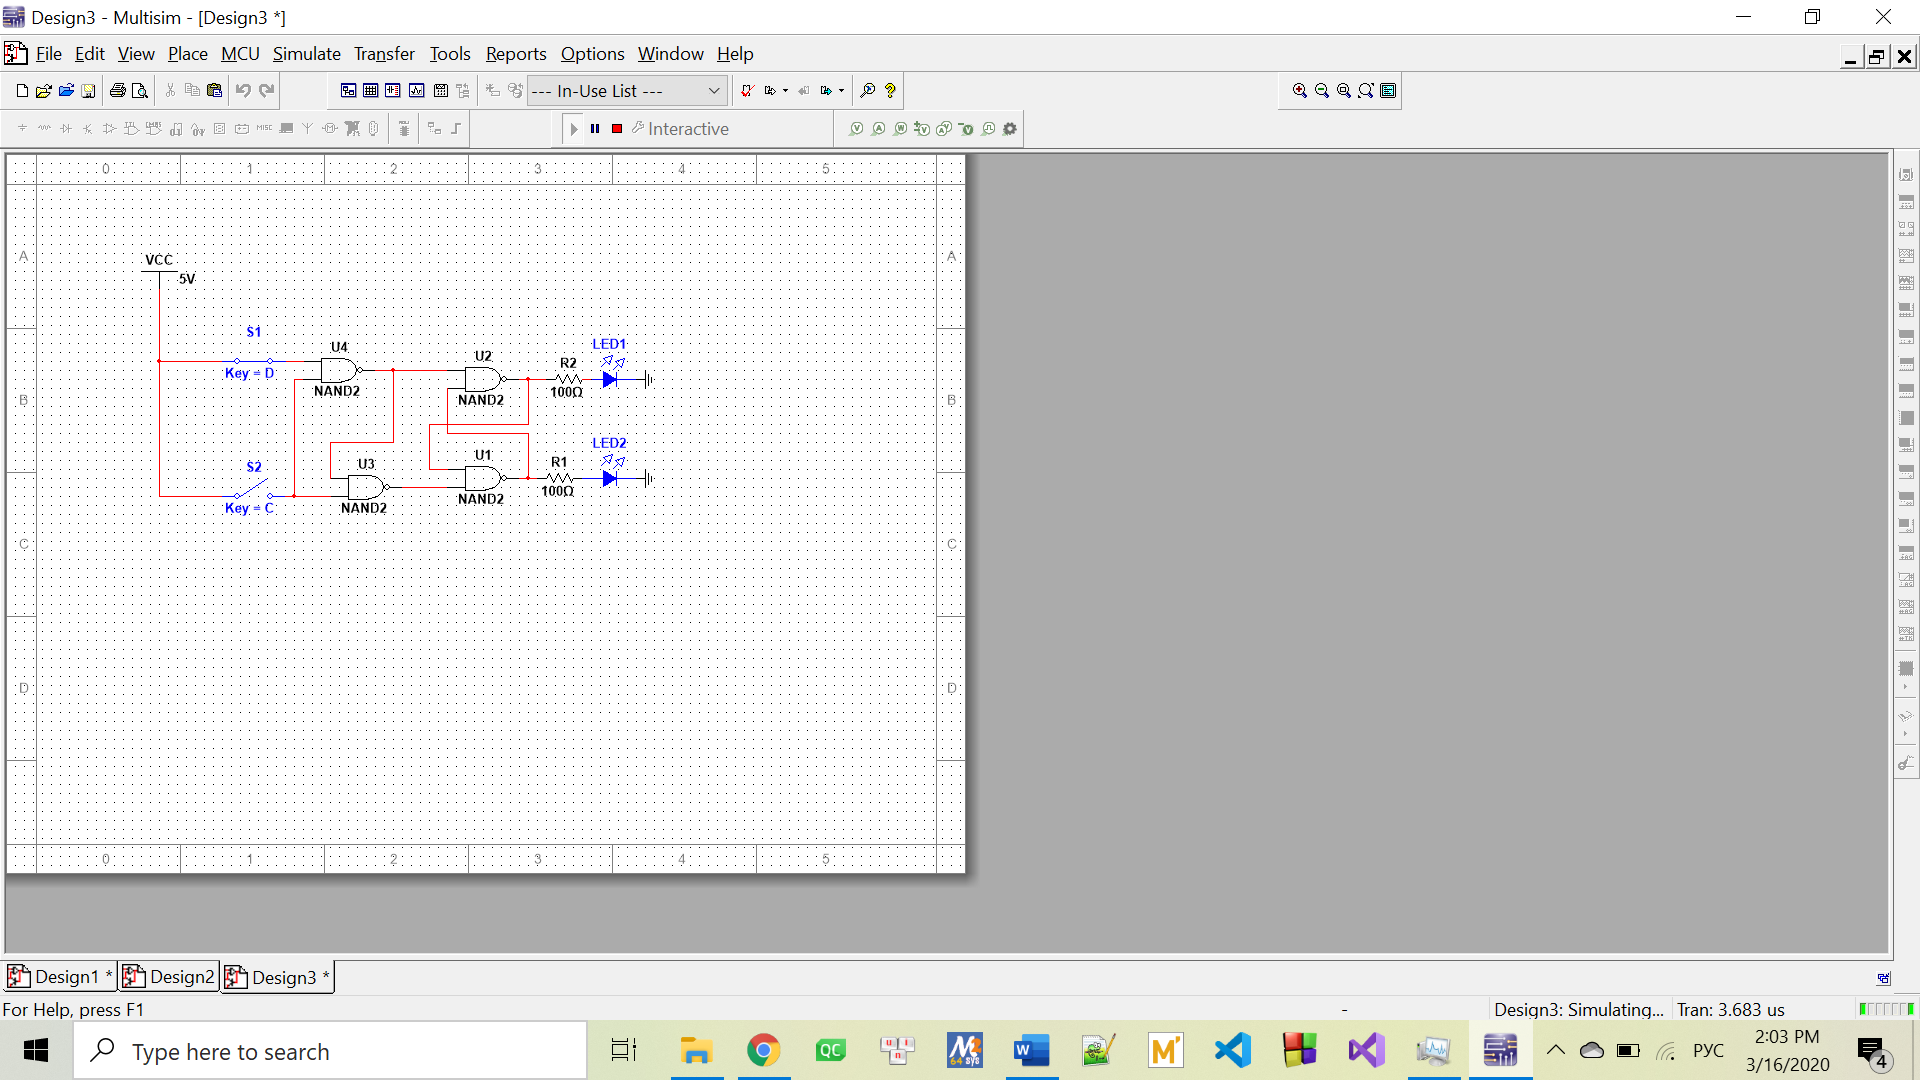 Design3 - Multisim - [Design3 *]
File Edit View Place MCU Simulate Transfer Tools Reports Options Window Help
--- In-Use List ---
Interactive
0 1 2 3 4 5
A A
VCC
5V
S1
Key = D
U4
NAND2
U2
NAND2
R2
100Ω
LED1
B B
S2
Key = C
U3
NAND2
U1
NAND2
R1
100Ω
LED2
C C
D D
0 1 2 3 4 5
Design1 * Design2 Design3 *
For Help, press F1
- Design3: Simulating... Tran: 3.683 us
Type here to search
РУС
2:03 PM
3/16/2020
4